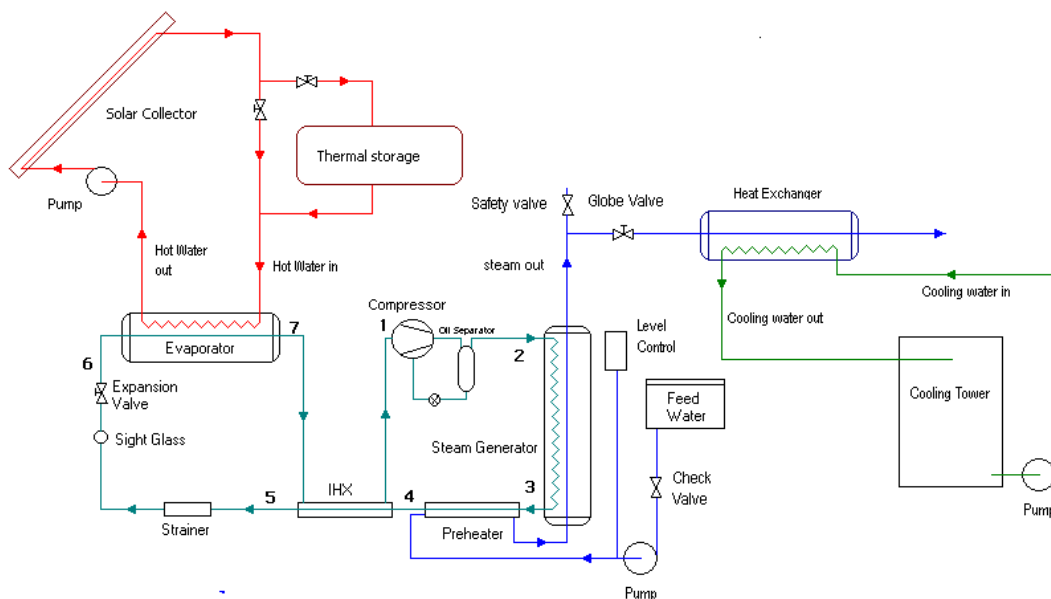 Solar Collector
Thermal storage
Pump
Hot Water
out
Hot Water in
Safety valve
Globe Valve
Heat Exchanger
steam out
Cooling water in
Cooling water out
Compressor
1
Oil Separator
2
7
Evaporator
6
Expansion
Valve
Sight Glass
Level
Control
Feed
Water
Cooling Tower
Steam Generator
Check
Valve
IHX
5
4
3
Strainer
Preheater
Pump
Pump